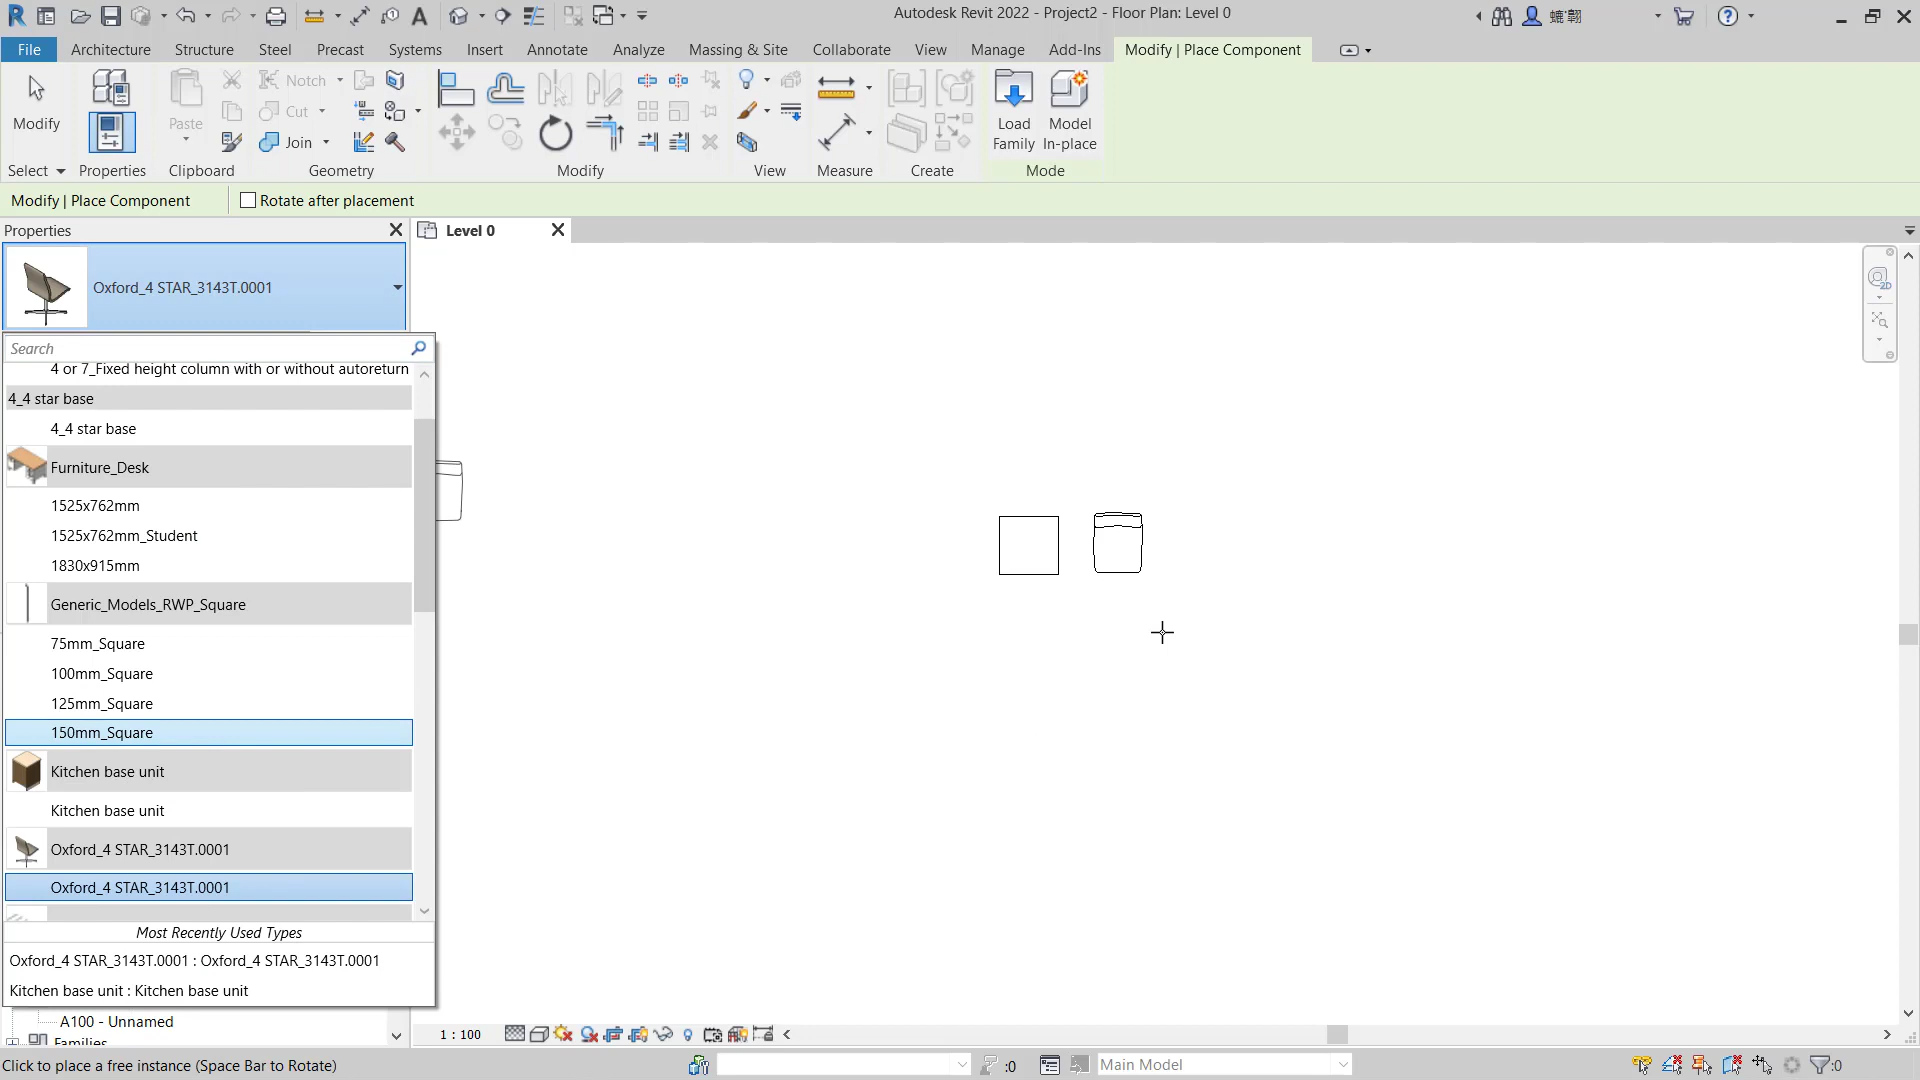 Autodesk Revit 2022 - Project2 - Floor Plan: Level 0
File Architecture Structure Steel Precast Systems Insert Annotate Analyze Massing & Site Collaborate View Manage Add-Ins Modify | Place Component
Modify
Paste
Notch
Cut
Join
Load Family
Model In-place
Select Properties Clipboard Geometry Modify View Measure Create Mode
Modify | Place Component Rotate after placement
Properties
Level 0
Oxford_4 STAR_3143T.0001
2D
Search
4 or 7_Fixed height column with or without autoreturn
4_4 star base
4_4 star base
Furniture_Desk
1525x762mm
1525x762mm_Student
1830x915mm
Generic_Models_RWP_Square
75mm_Square
100mm_Square
125mm_Square
150mm_Square
Kitchen base unit
Kitchen base unit
Oxford_4 STAR_3143T.0001
Oxford_4 STAR_3143T.0001
Most Recently Used Types
Oxford_4 STAR_3143T.0001 : Oxford_4 STAR_3143T.0001
Kitchen base unit : Kitchen base unit
A100 - Unnamed
Families
1 : 100
Click to place a free instance (Space Bar to Rotate)
:0
Main Model
:0